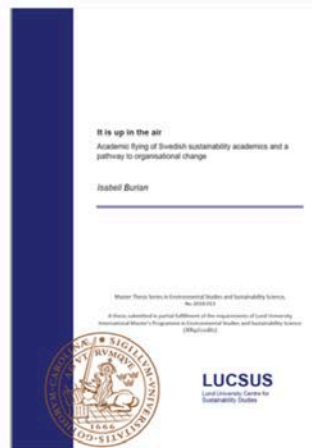 It is up in the air
Academic flying of Swedish sustainability academics and a
pathway to organisational change
Isabell Burian
Master Thesis Series in Environmental Studies and Sustainability Science,
A thesis submitted in partial fulfillment of the requirements of Lund University
International Master's Programme in Environmental Studies and Sustainability Science
LUCSUS
Lund University Centre for
Sustainability Studies
1666